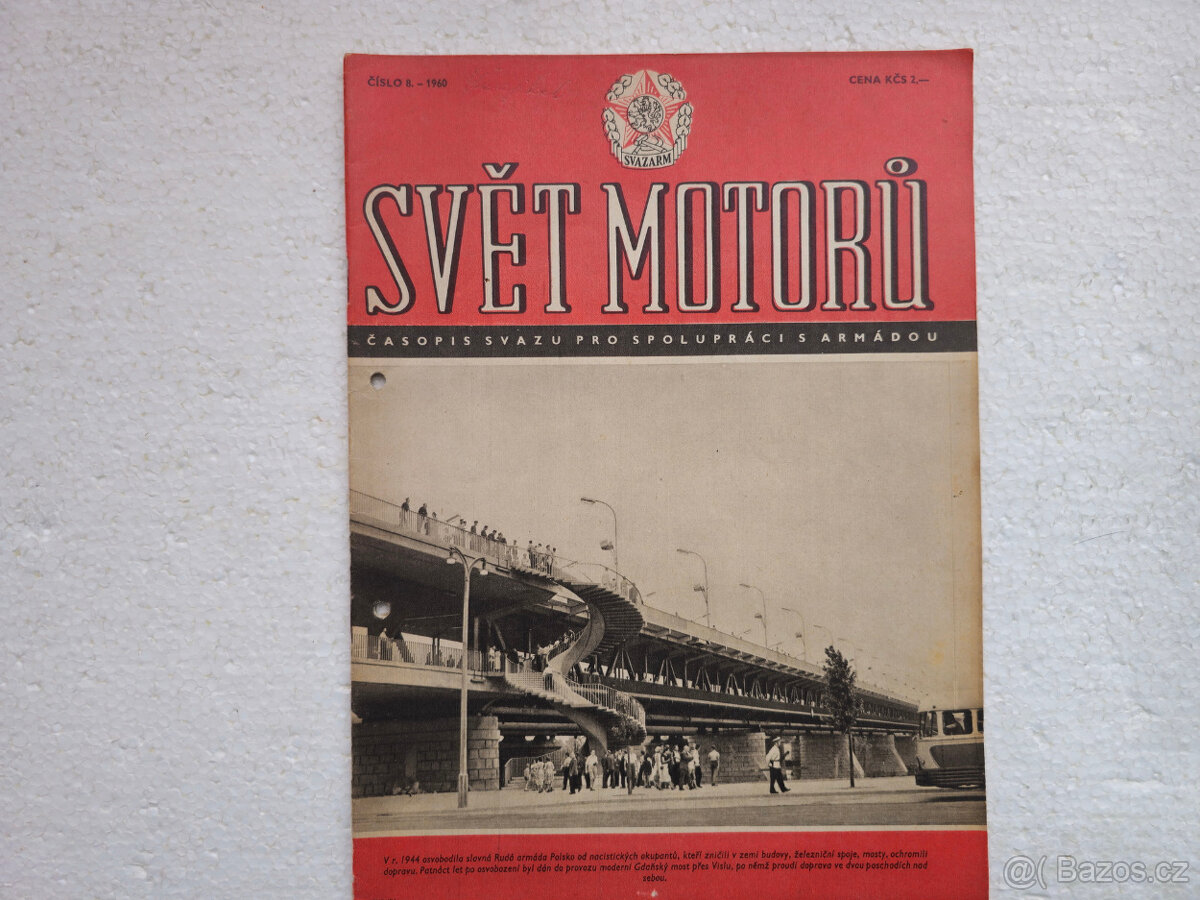 ČÍSLO 8. – 1960
CENA KČS 2,—
SVAZARM
SVĚT MOTORŮ
ČASOPIS SVAZU PRO SPOLUPRÁCI S ARMÁDOU
V r. 1944 osvobodila slavná Rudá armáda Polsko od nacistických okupantů, kteří zničili v zemi budovy, železniční spoje, mosty, ochromili
dopravu. Patnáct let po osvobození byl dán do provozu moderní Gdaňský most přes Vislu, po němž proudí doprava ve dvou poschodích nad
sebou.
Bazos.cz